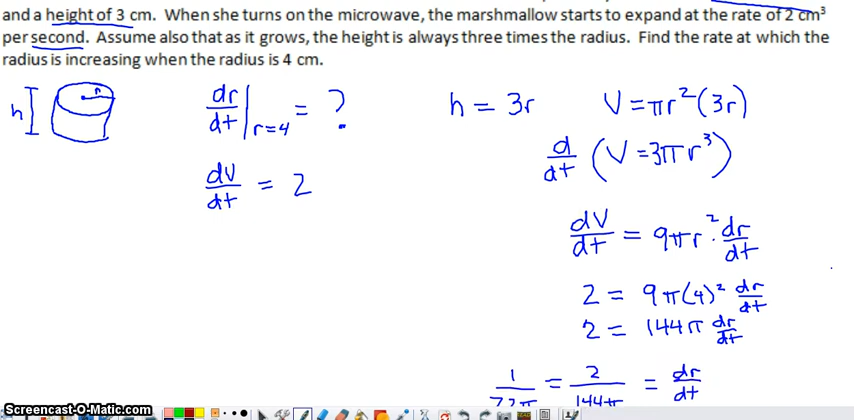 and a height of 3 cm. When she turns on the microwave, the marshmallow starts to expand at the rate of 2 cm³
per second. Assume also that as it grows, the height is always three times the radius. Find the rate at which the
radius is increasing when the radius is 4 cm.
h r
dr/dt |r=4 = ?
dV/dt = 2
h = 3r
V = πr²(3r)
d/dt (V = 3πr³)
dV/dt = 9πr² · dr/dt
2 = 9π(4)² dr/dt
2 = 144π dr/dt
1/72π = 2/144π = dr/dt
Screencast-O-Matic.com